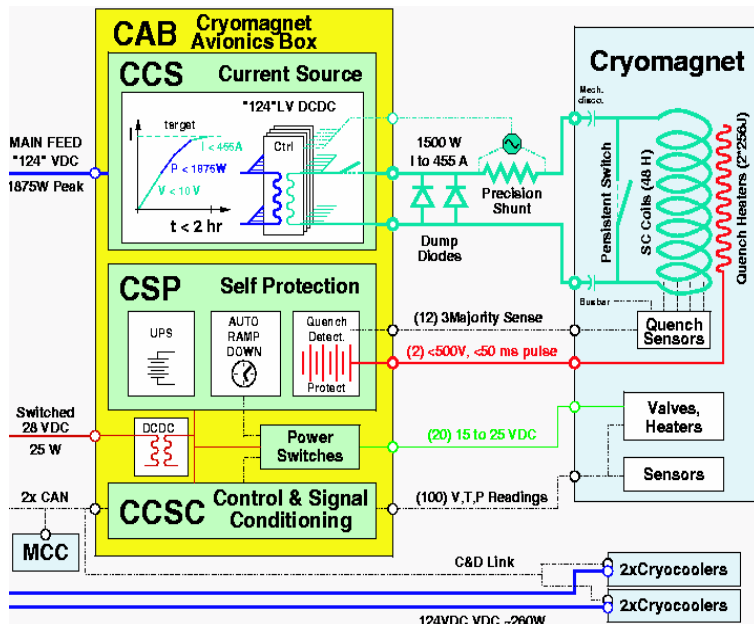 CAB Cryomagnet
Avionics Box
CCS Current Source
"124"LV DCDC
target
I
I < 455A
P < 1875W
V < 10 V
t < 2 hr
Ctrl
MAIN FEED
"124" VDC
1875W Peak
1500 W
I to 455 A
Precision
Shunt
Dump
Diodes
Cryomagnet
Mech.
disco.
Persistent Switch
SC Coils (48 H)
Quench Heaters (2*256J)
Busbar
Quench
Sensors
CSP Self Protection
UPS
AUTO
RAMP
DOWN
Quench
Detect.
Protect
(12) 3Majority Sense
(2) <500V, <50 ms pulse
Switched
28 VDC
25 W
DCDC
Power
Switches
(20) 15 to 25 VDC
Valves,
Heaters
2x CAN
CCSC Control & Signal
Conditioning
(100) V,T,P Readings
Sensors
MCC
C&D Link
2xCryocoolers
2xCryocoolers
124VDC VDC ~260W